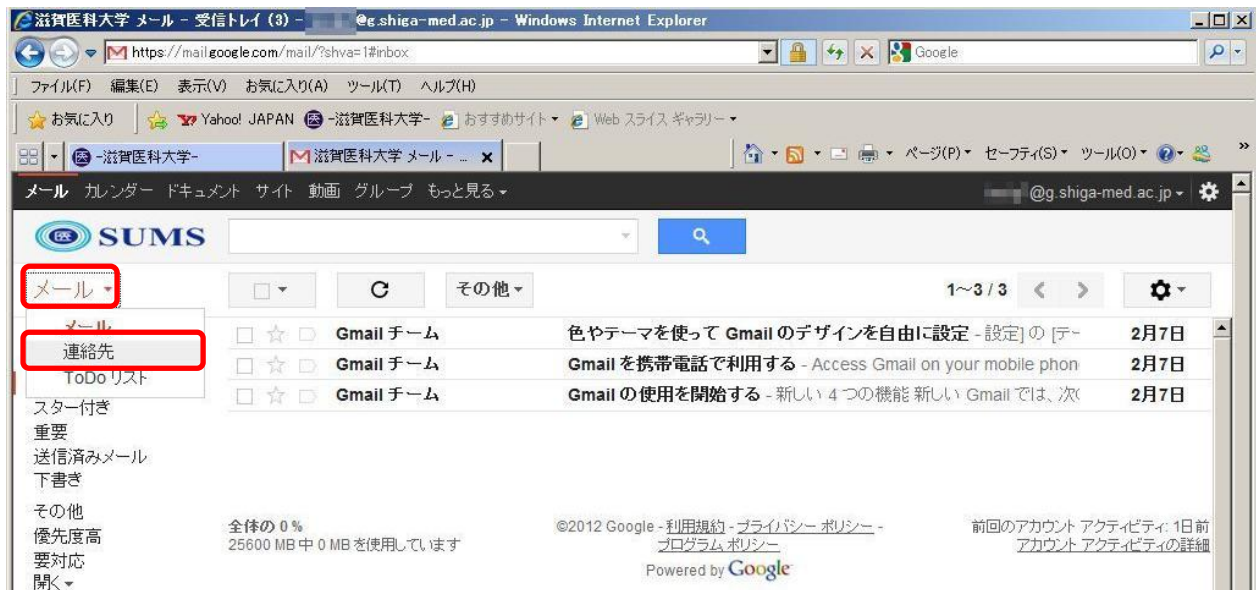 滋賀医科大学 メール - 受信トレイ (3) - @g.shiga-med.ac.jp - Windows Internet Explorer
https://mail.google.com/mail/?shva=1#inbox
Google
ファイル(F) 編集(E) 表示(V) お気に入り(A) ツール(T) ヘルプ(H)
お気に入り Yahoo! JAPAN -滋賀医科大学- おすすめサイト Web スライス ギャラリー
-滋賀医科大学- 滋賀医科大学 メール - ... ページ(P) セーフティ(S) ツール(O) »
メール カレンダー ドキュメント サイト 動画 グループ もっと見る @g.shiga-med.ac.jp
医 SUMS
メール その他 1~3 / 3
メール
連絡先
ToDo リスト
Gmail チーム 色やテーマを使って Gmail のデザインを自由に設定 - 設定] の [テー 2月7日
Gmail チーム Gmail を携帯電話で利用する - Access Gmail on your mobile phon 2月7日
Gmail チーム Gmail の使用を開始する - 新しい 4 つの機能 新しい Gmail では、次の 2月7日
スター付き
重要
送信済みメール
下書き
その他
優先度高
要対応
開く
全体の 0 %
25600 MB 中 0 MB を使用しています
©2012 Google - 利用規約 - プライバシー ポリシー -
プログラム ポリシー
Powered by Google
前回のアカウント アクティビティ: 1日前
アカウント アクティビティの詳細